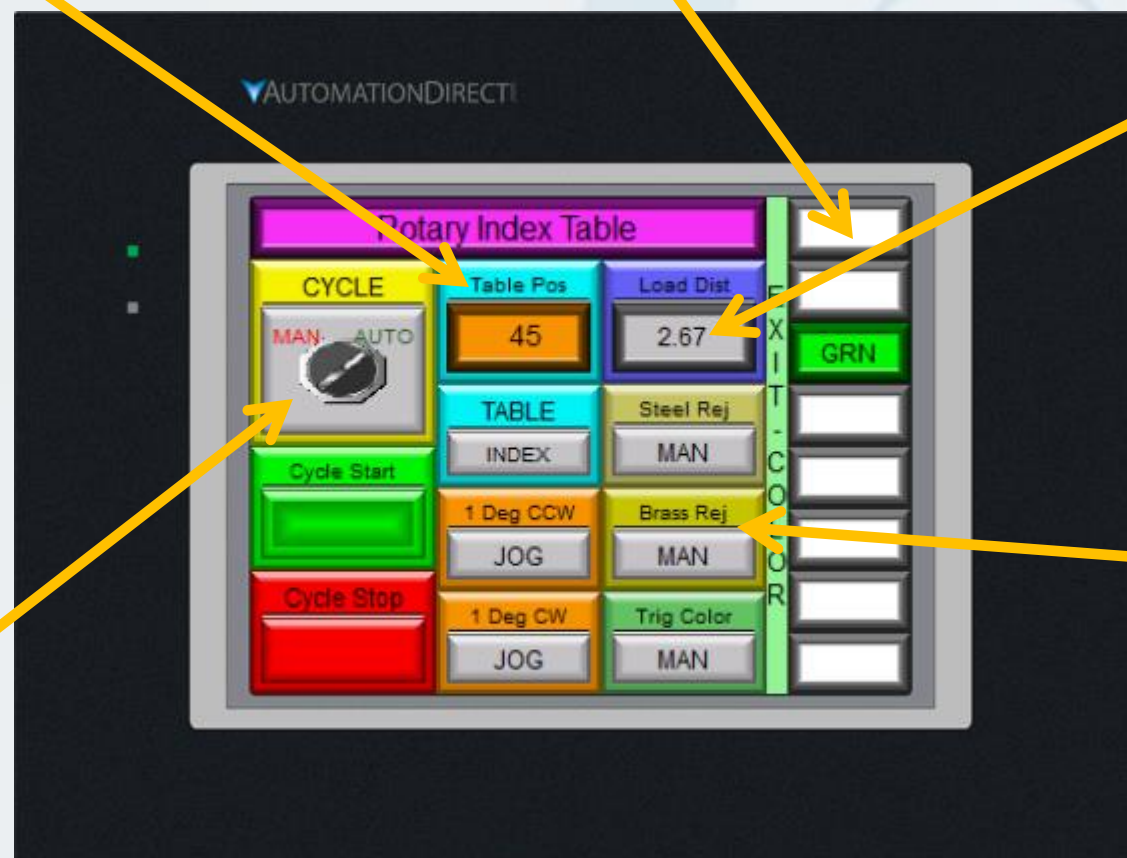 AUTOMATIONDIRECT
Rotary Index Table
CYCLE
MAN AUTO
Cycle Start
Cycle Stop
Table Pos
45
TABLE
INDEX
1 Deg CCW
JOG
1 Deg CW
JOG
Load Dist
2.67
Steel Rej
MAN
Brass Rej
MAN
Trig Color
MAN
EXIT-COLOR
GRN